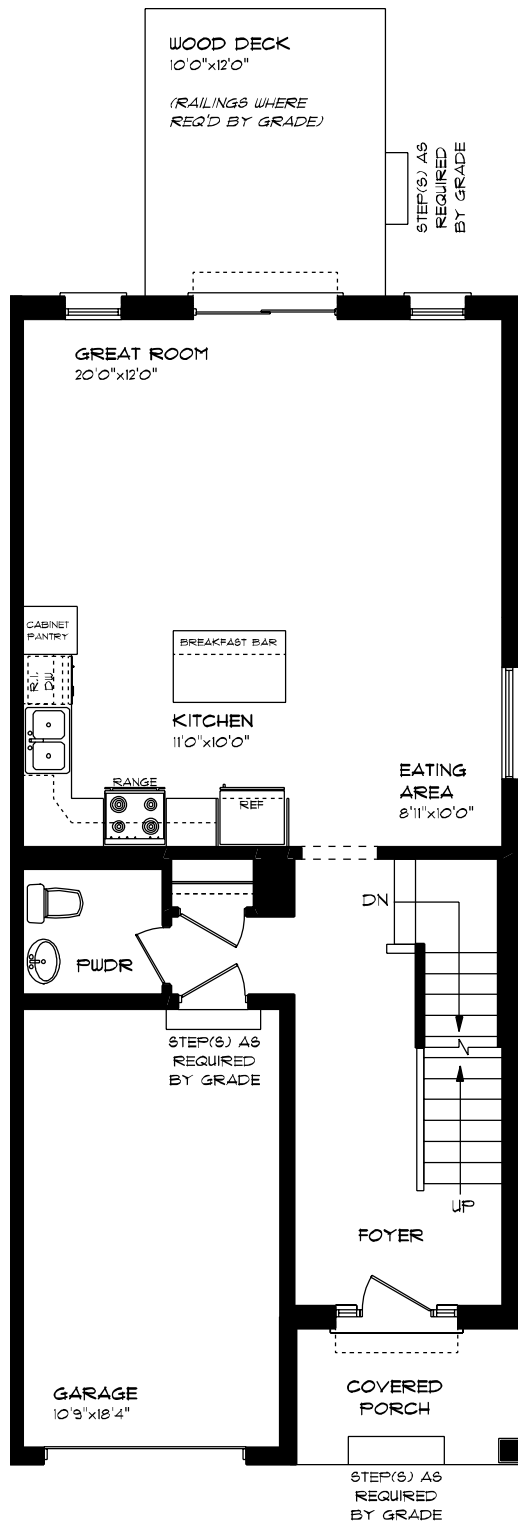 WOOD DECK
10'0"x12'0"
(RAILINGS WHERE
REQ'D BY GRADE)
STEP(S) AS
REQUIRED
BY GRADE
GREAT ROOM
20'0"x12'0"
CABINET
PANTRY
BREAKFAST BAR
R.I.
DW
KITCHEN
11'0"x10'0"
EATING
AREA
8'11"x10'0"
RANGE
REF
DN
PWDR
STEP(S) AS
REQUIRED
BY GRADE
UP
FOYER
GARAGE
10'9"x18'4"
COVERED
PORCH
STEP(S) AS
REQUIRED
BY GRADE